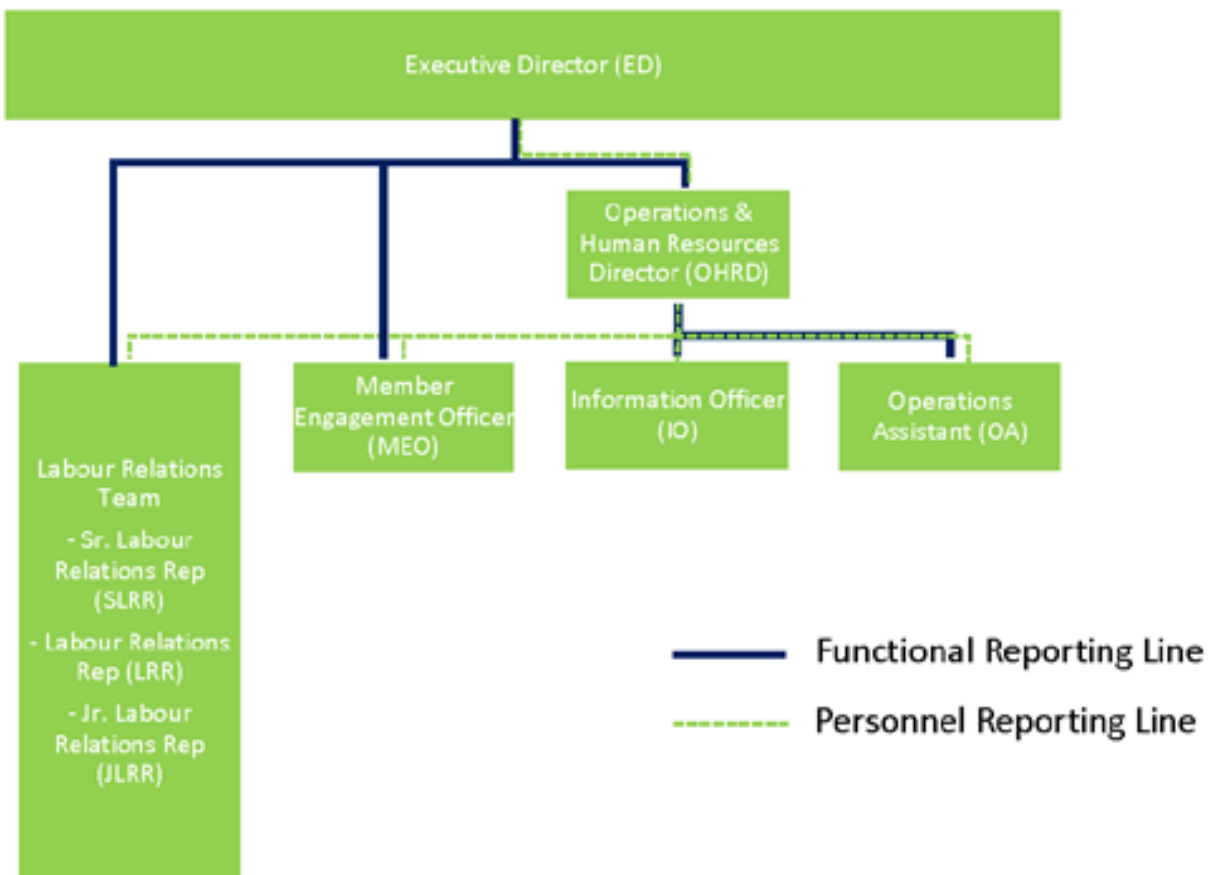 Executive Director (ED)
Operations &
Human Resources
Director (OHRD)
Member
Engagement Officer
(MEO)
Information Officer
(IO)
Operations
Assistant (OA)
Labour Relations
Team
- Sr. Labour
Relations Rep
(SLRR)
- Labour Relations
Rep (LRR)
- Jr. Labour
Relations Rep
(JLRR)
Functional Reporting Line
Personnel Reporting Line